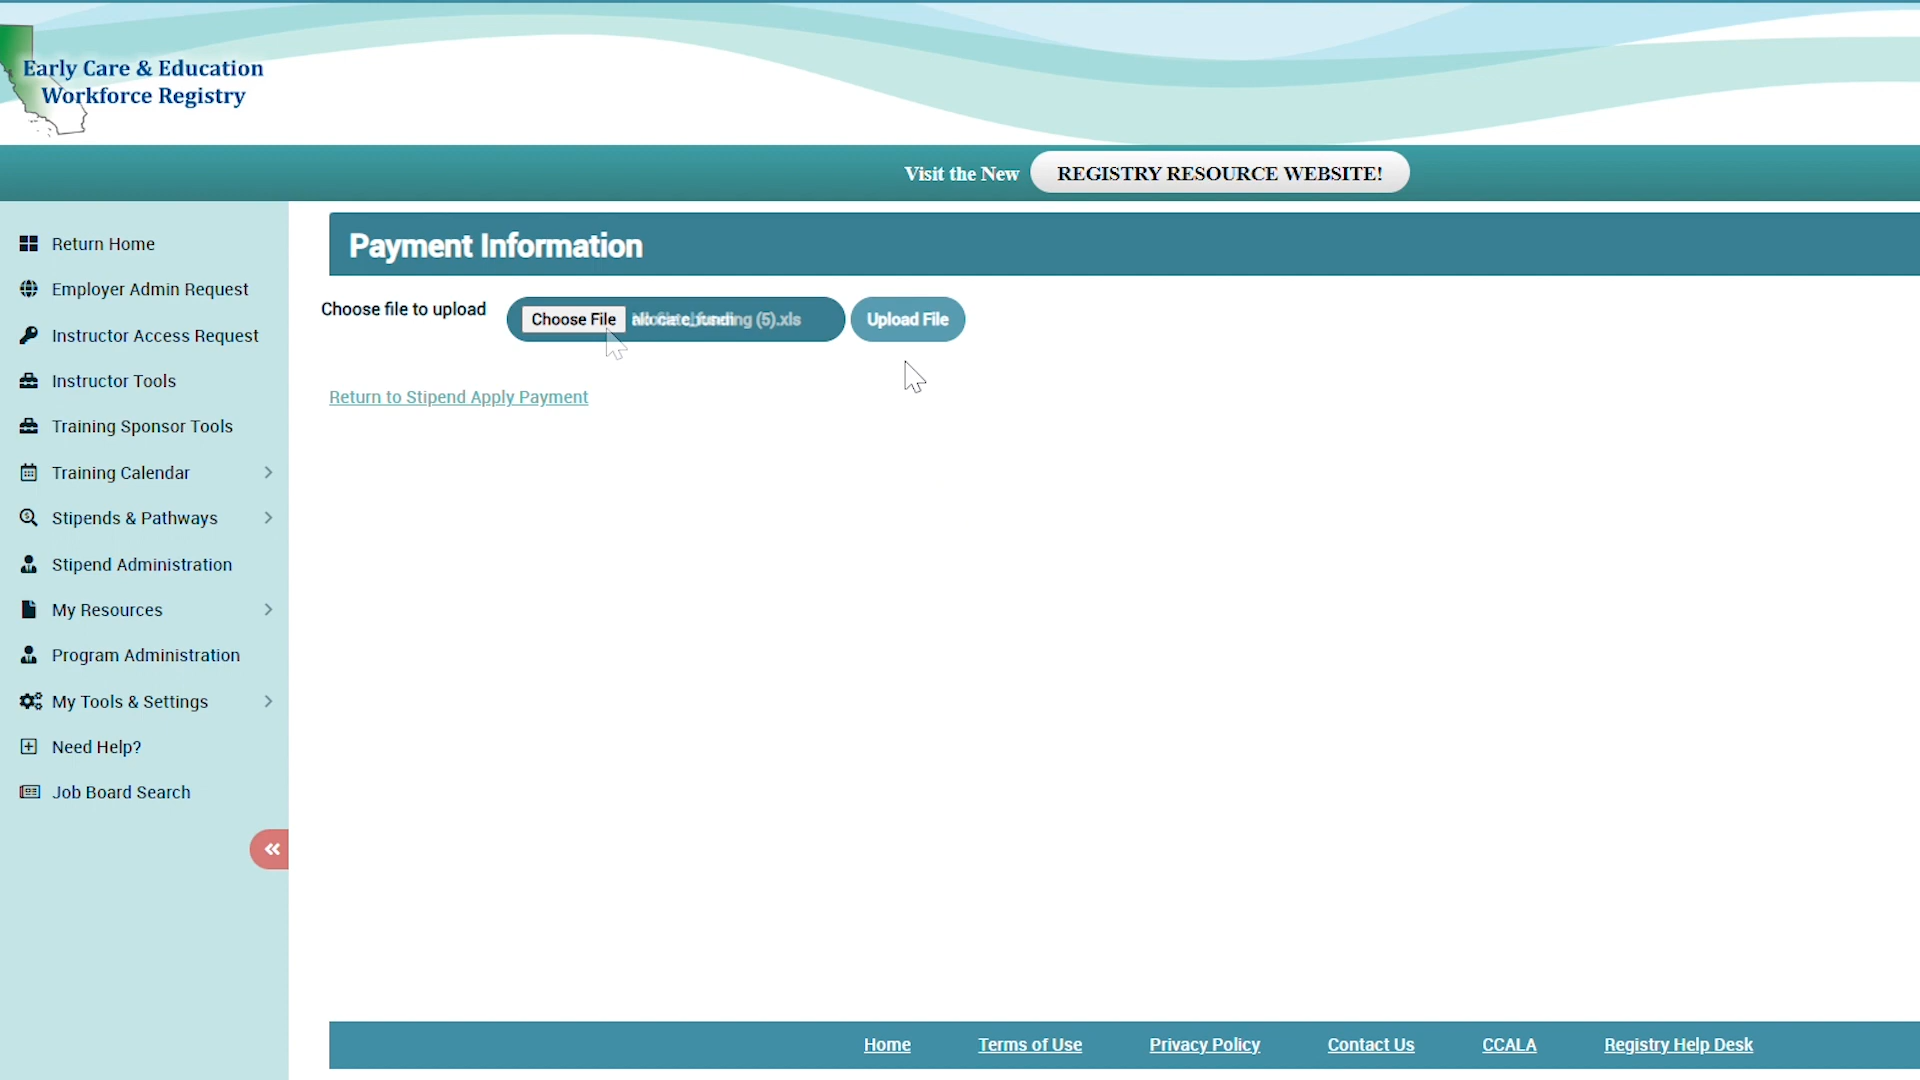 Early Care & Education
Workforce Registry
Visit the New REGISTRY RESOURCE WEBSITE!
Return Home
Employer Admin Request
Instructor Access Request
Instructor Tools
Training Sponsor Tools
Training Calendar
Stipends & Pathways
Stipend Administration
My Resources
Program Administration
My Tools & Settings
Need Help?
Job Board Search
Payment Information
Choose file to upload Choose File (5).xls Upload File
Return to Stipend Apply Payment
Home Terms of Use Privacy Policy Contact Us CCALA Registry Help Desk